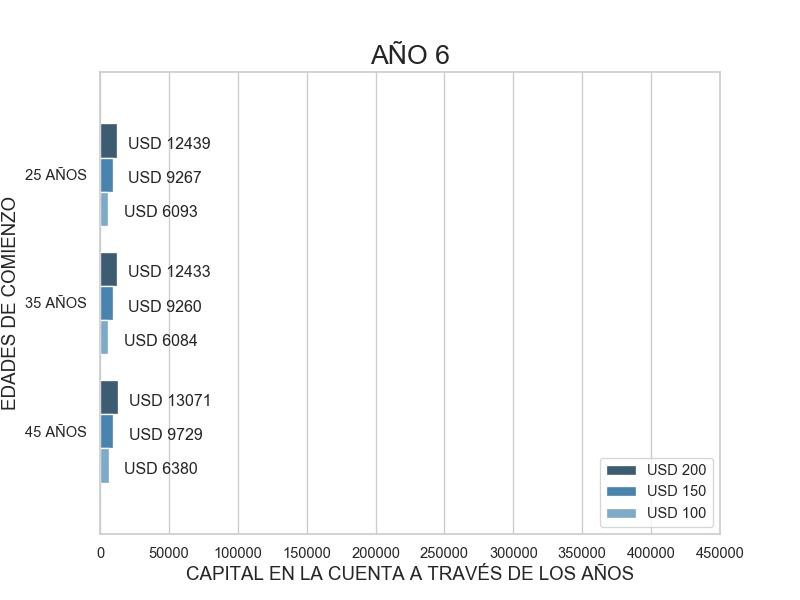 AÑO 6
EDADES DE COMIENZO
25 AÑOS
USD 12439
USD 9267
USD 6093
35 AÑOS
USD 12433
USD 9260
USD 6084
45 AÑOS
USD 13071
USD 9729
USD 6380
USD 200
USD 150
USD 100
0 50000 100000 150000 200000 250000 300000 350000 400000 450000
CAPITAL EN LA CUENTA A TRAVÉS DE LOS AÑOS